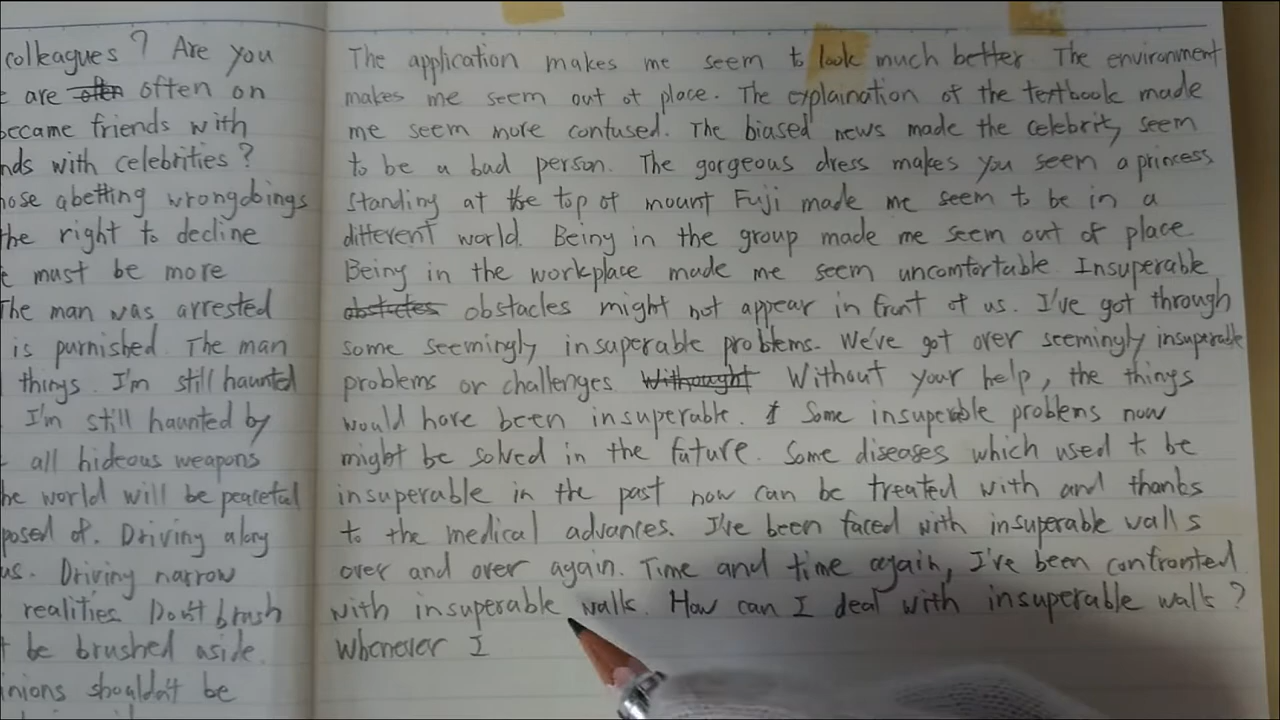 colleagues? Are you
are often often on
became friends with
with celebrities?
abetting wrongdoings
the right to decline
must be more
The man was arrested
is purnished. The man
things. I'm still haunted
I'm still haunted by
all hideous weapons
world will be peaceful
of. Driving along
us. Driving narrow
realities. Don't brush
be brushed aside.
shouldn't be
The application makes me seem to look much better. The environment
makes me seem out of place. The explaination of the textbook made
me seem more confused. The biased news made the celebrity seem
to be a bad person. The gorgeous dress makes you seem a princess.
Standing at the top of mount Fuji made me seem to be in a
different world. Being in the group made me seem out of place.
Being in the workplace made me seem uncomfortable. Insuperable
obstcles obstacles might not appear in front of us. I've got through
some seemingly insuperable problems. We've got over seemingly insuperable
problems or challenges. Withought Without your help, the things
would have been insuperable. Some insuperable problems now
might be solved in the future. Some diseases which used to be
insuperable in the past now can be treated with and thanks
to the medical advances. I've been faced with insuperable walls
over and over again. Time and time again, I've been confronted
with insuperable walls. How can I deal with insuperable walls?
Whenever I